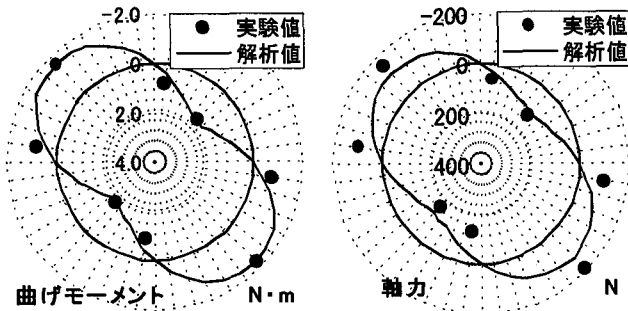 -2.0
● 実験値
— 解析値
0
2.0
4.0
曲げモーメント N・m
-200
● 実験値
— 解析値
0
200
400
軸力 N